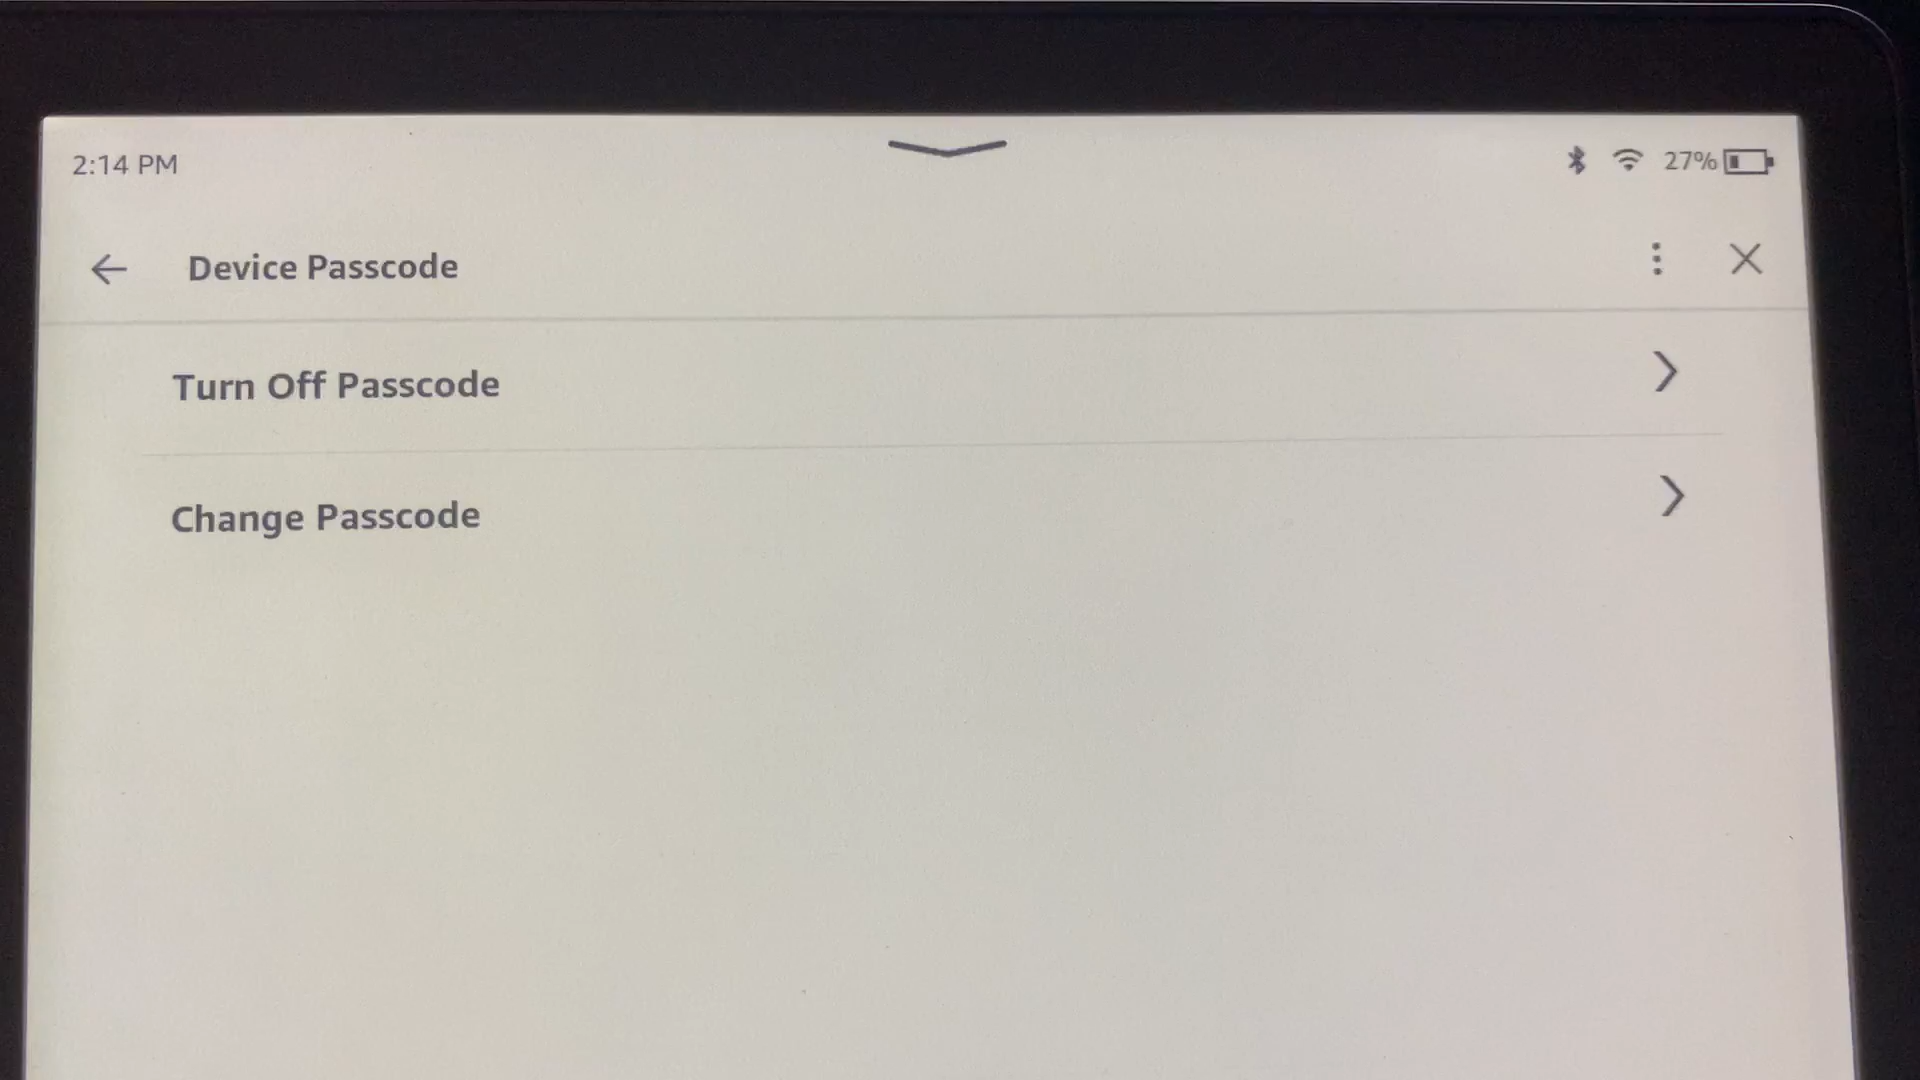 2:14 PM
27%
Device Passcode
Turn Off Passcode
Change Passcode